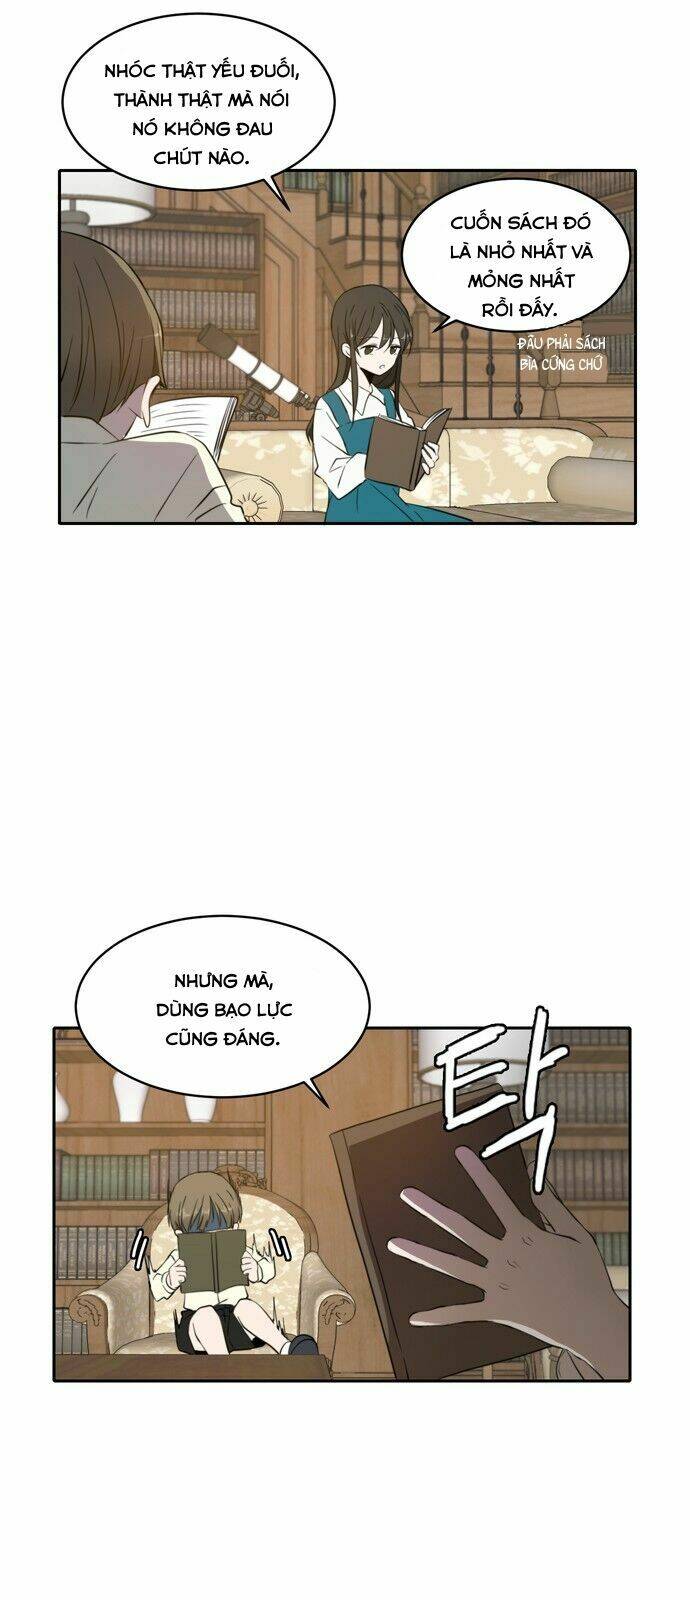 NHÓC THẬT YẾU ĐUỐI,
THÀNH THẬT MÀ NÓI
NÓ KHÔNG ĐAU
CHÚT NÀO.
CUỐN SÁCH ĐÓ
LÀ NHỎ NHẤT VÀ
MỎNG NHẤT
RỒI ĐẤY.
ĐÂU PHẢI SÁCH
BÌA CỨNG CHỨ
NHƯNG MÀ,
DÙNG BẠO LỰC
CŨNG ĐÁNG.
탁